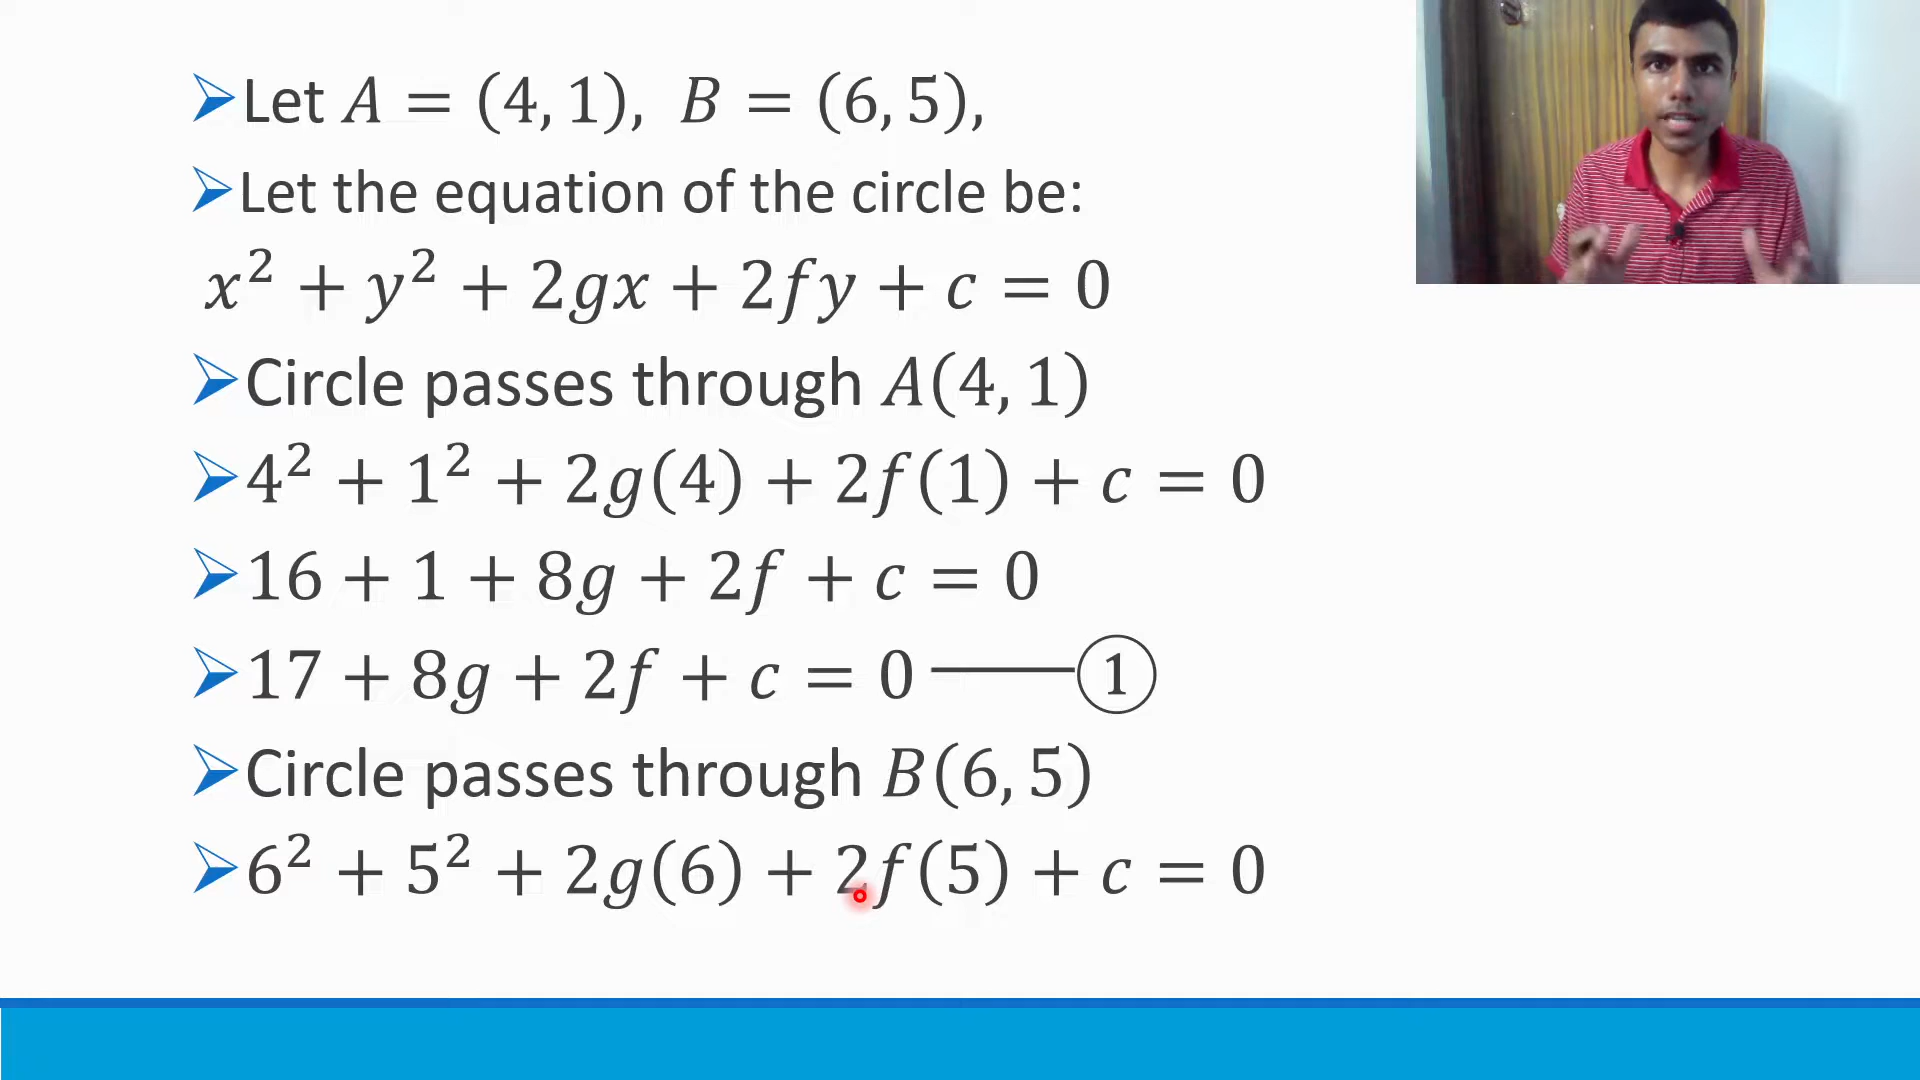 Let A = (4, 1), B = (6, 5),
Let the equation of the circle be:
x² + y² + 2gx + 2fy + c = 0
Circle passes through A(4, 1)
4² + 1² + 2g(4) + 2f(1) + c = 0
16 + 1 + 8g + 2f + c = 0
17 + 8g + 2f + c = 0 —— ①
Circle passes through B(6, 5)
6² + 5² + 2g(6) + 2f(5) + c = 0